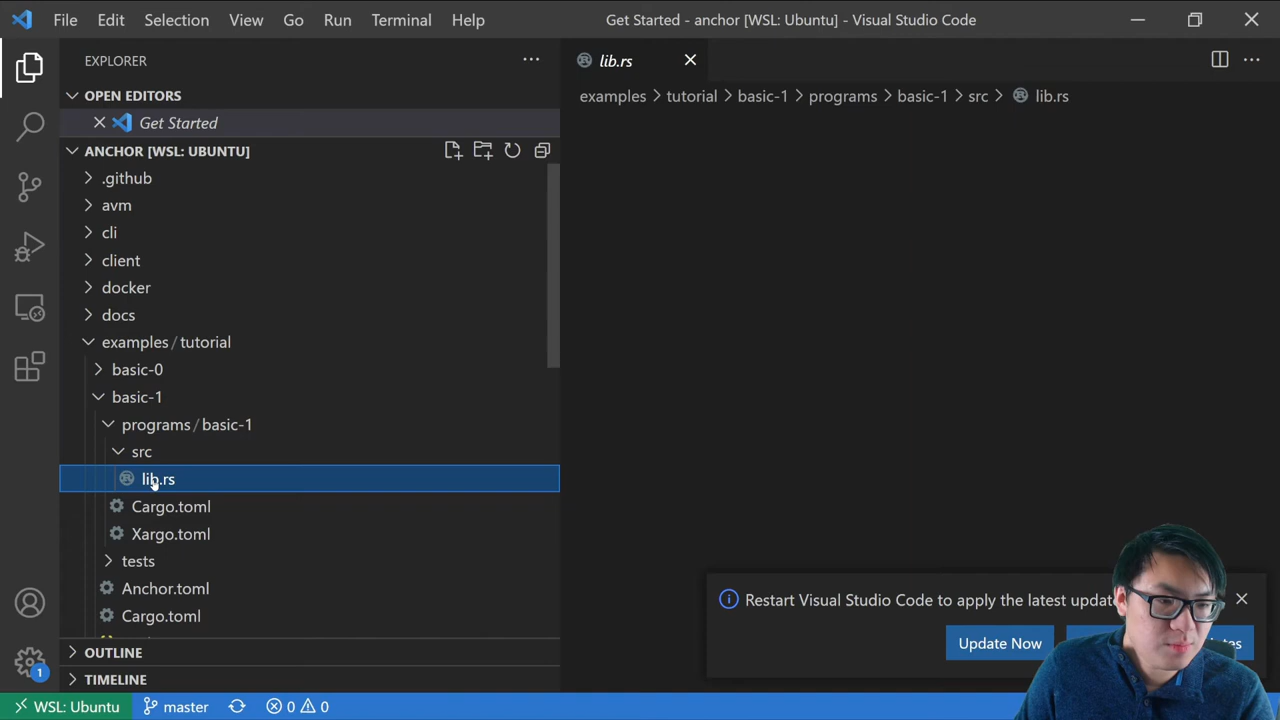 File Edit Selection View Go Run Terminal Help Get Started - anchor [WSL: Ubuntu] - Visual Studio Code
EXPLORER
lib.rs
OPEN EDITORS
examples > tutorial > basic-1 > programs > basic-1 > src > lib.rs
Get Started
ANCHOR [WSL: UBUNTU]
.github
avm
cli
client
docker
docs
examples / tutorial
basic-0
basic-1
programs / basic-1
src
lib.rs
Cargo.toml
Xargo.toml
tests
Anchor.toml
Cargo.toml
Restart Visual Studio Code to apply the latest
Update Now
OUTLINE
TIMELINE
1
WSL: Ubuntu master 0 0